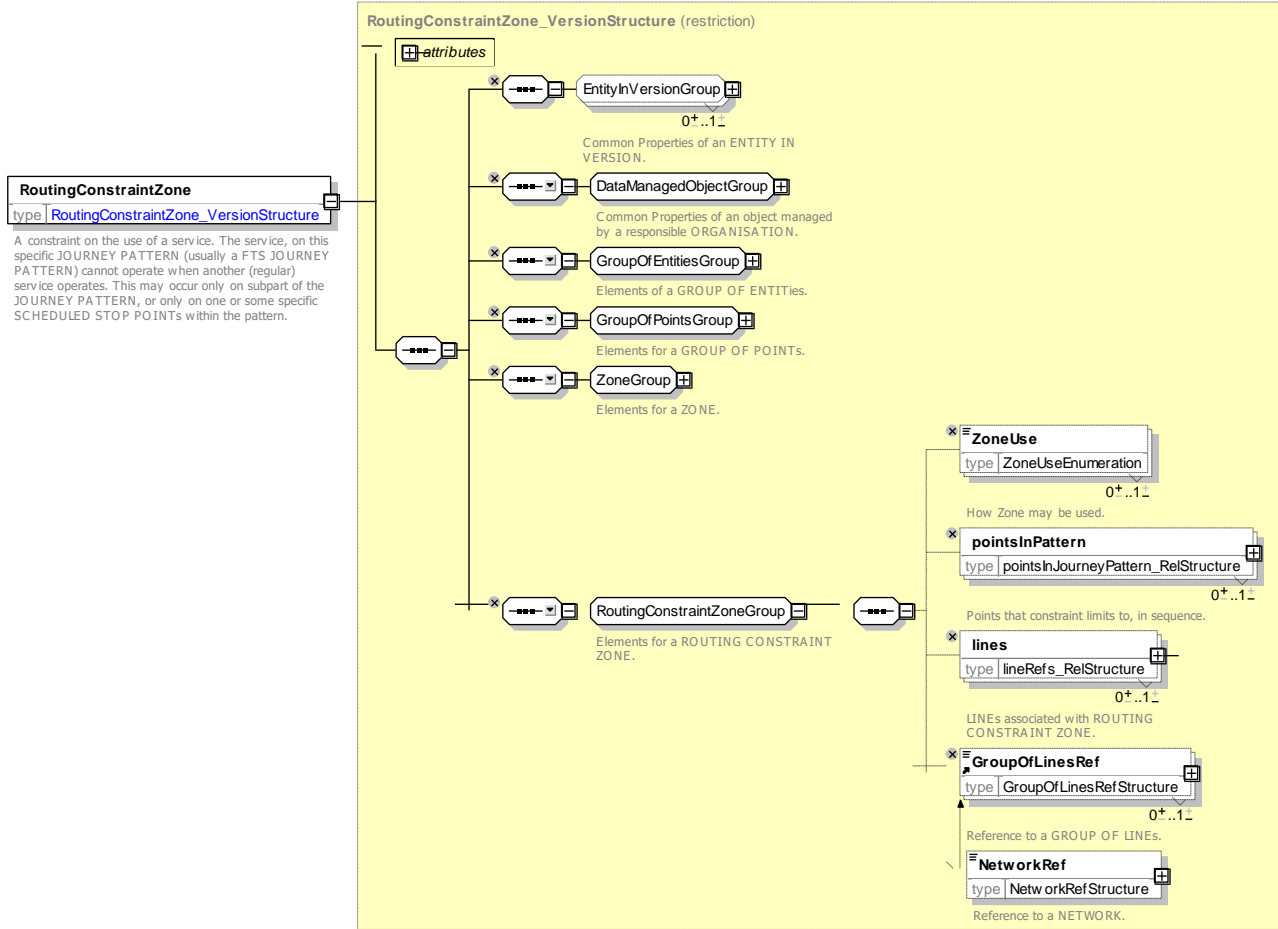 RoutingConstraintZone_VersionStructure (restriction)
attributes
EntityInVersionGroup
0±..1±
Common Properties of an ENTITY IN
VERSION.
RoutingConstraintZone
type RoutingConstraintZone_VersionStructure
A constraint on the use of a service. The service, on this
specific JOURNEY PATTERN (usually a FTS JOURNEY
PATTERN) cannot operate when another (regular)
service operates. This may occur only on subpart of the
JOURNEY PATTERN, or only on one or some specific
SCHEDULED STOP POINTs within the pattern.
DataManagedObjectGroup
Common Properties of an object managed
by a responsible ORGANISATION.
GroupOfEntitiesGroup
Elements of a GROUP OF ENTITies.
GroupOfPointsGroup
Elements for a GROUP OF POINTs.
ZoneGroup
Elements for a ZONE.
ZoneUse
type ZoneUseEnumeration
0±..1±
How Zone may be used.
pointsInPattern
type pointsInJourneyPattern_RelStructure
0±..1±
Points that constraint limits to, in sequence.
RoutingConstraintZoneGroup
Elements for a ROUTING CONSTRAINT
ZONE.
lines
type lineRefs_RelStructure
0±..1±
LINEs associated with ROUTING
CONSTRAINT ZONE.
GroupOfLinesRef
type GroupOfLinesRefStructure
0±..1±
Reference to a GROUP OF LINEs.
NetworkRef
type NetworkRefStructure
Reference to a NETWORK.